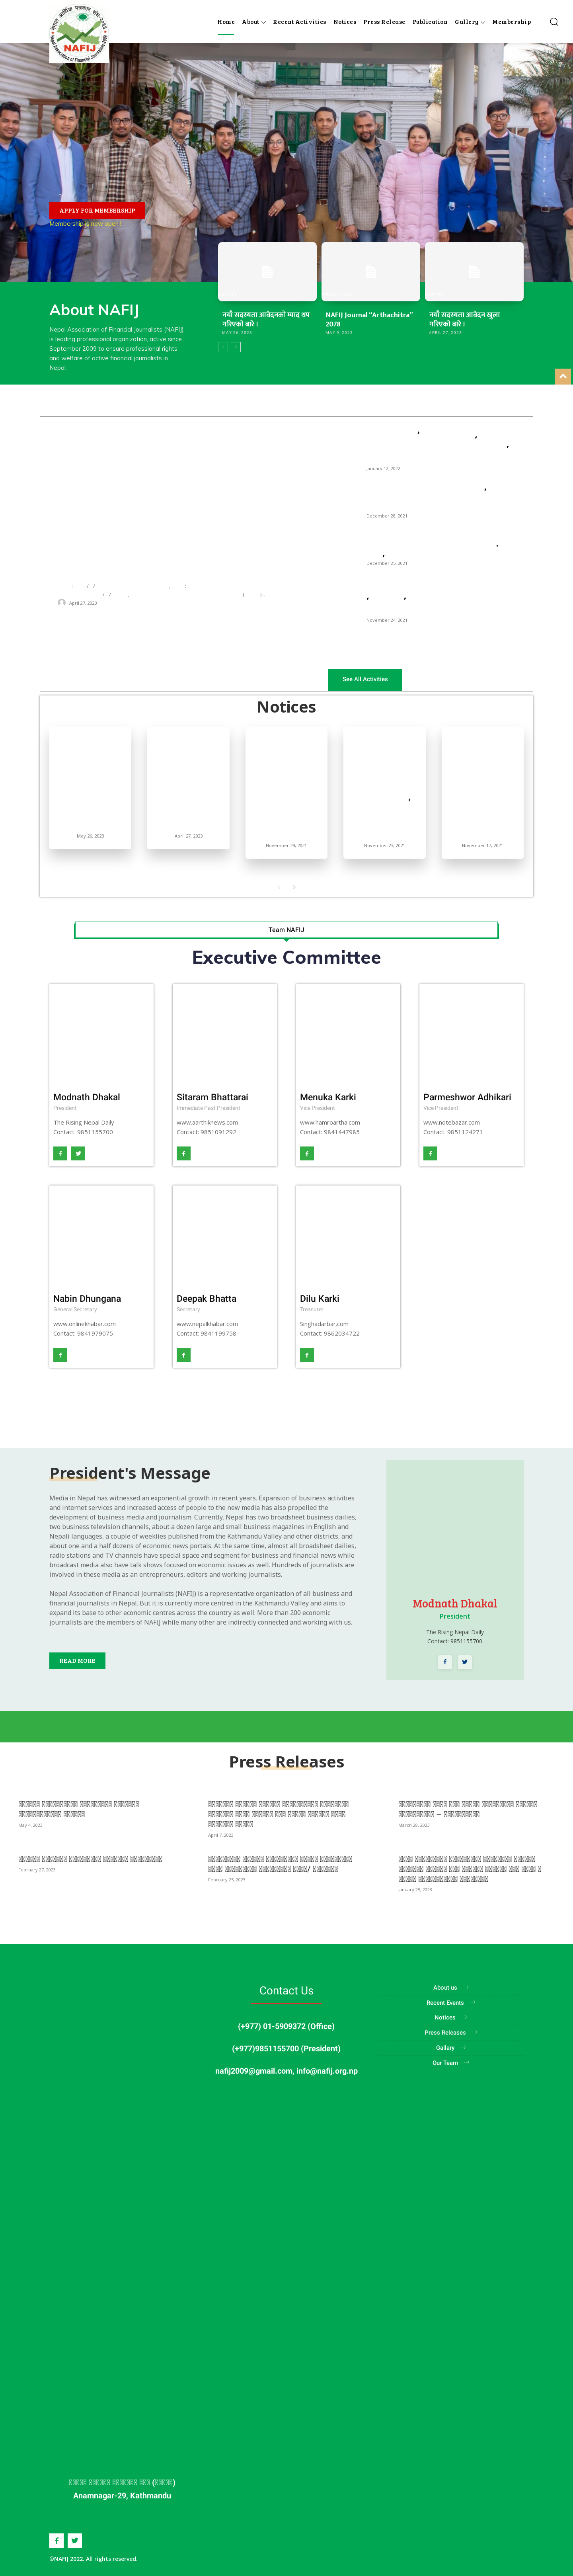 NAFIJ
Home About Recent Activities Notices Press Release Publication Gallery Membership
APPLY FOR MEMBERSHIP
Membership is now open !
About NAFIJ
Nepal Association of Financial Journalists (NAFIJ)
is leading professional organization, active since
September 2009 to ensure professional rights
and welfare of active financial journalists in
Nepal.
नयाँ सदस्यता आवेदनको म्याद थप
गरिएको बारे ।
MAY 26, 2023
NAFIJ Journal “Arthachitra”
2078
MAY 9, 2023
नयाँ सदस्यता आवेदन खुला
गरिएको बारे ।
APRIL 27, 2023
April 27, 2023
January 12, 2022
December 28, 2021
December 25, 2021
November 24, 2021
See All Activities
Notices
May 26, 2023
April 27, 2023
November 28, 2021
November 23, 2021
November 17, 2021
Team NAFIJ
Executive Committee
Modnath Dhakal
President
The Rising Nepal Daily
Contact: 9851155700
Sitaram Bhattarai
Immediate Past President
www.aarthiknews.com
Contact: 9851091292
Menuka Karki
Vice President
www.hamroartha.com
Contact: 9841447985
Parmeshwor Adhikari
Vice President
www.notebazar.com
Contact: 9851124271
Nabin Dhungana
General Secretary
www.onlinekhabar.com
Contact: 9841979075
Deepak Bhatta
Secretary
www.nepalkhabar.com
Contact: 9841199758
Dilu Karki
Treasurer
Singhadarbar.com
Contact: 9862034722
President's Message
Media in Nepal has witnessed an exponential growth in recent years. Expansion of business activities
and internet services and increased access of people to the new media has also propelled the
development of business media and journalism. Currently, Nepal has two broadsheet business dailies,
two business television channels, about a dozen large and small business magazines in English and
Nepali languages, a couple of weeklies published from the Kathmandu Valley and other districts, and
about one and a half dozens of economic news portals. At the same time, almost all broadsheet dailies,
radio stations and TV channels have special space and segment for business and financial news while
broadcast media also have talk shows focused on economic issues as well. Hundreds of journalists are
involved in these media as an entrepreneurs, editors and working journalists.
Nepal Association of Financial Journalists (NAFIJ) is a representative organization of all business and
financial journalists in Nepal. But it is currently more centred in the Kathmandu Valley and aims to
expand its base to other economic centres across the country as well. More than 200 economic
journalists are the members of NAFIJ while many other are indirectly connected and working with us.
READ MORE
Modnath Dhakal
President
The Rising Nepal Daily
Contact: 9851155700
Press Releases
May 4, 2023
April 7, 2023
March 28, 2023
February 27, 2023
February 25, 2023
January 25, 2023
Contact Us
(+977) 01-5909372 (Office)
(+977)9851155700 (President)
nafij2009@gmail.com, info@nafij.org.np
About us
Recent Events
Notices
Press Releases
Gallary
Our Team
Anamnagar-29, Kathmandu
©NAFIJ 2022. All rights reserved.